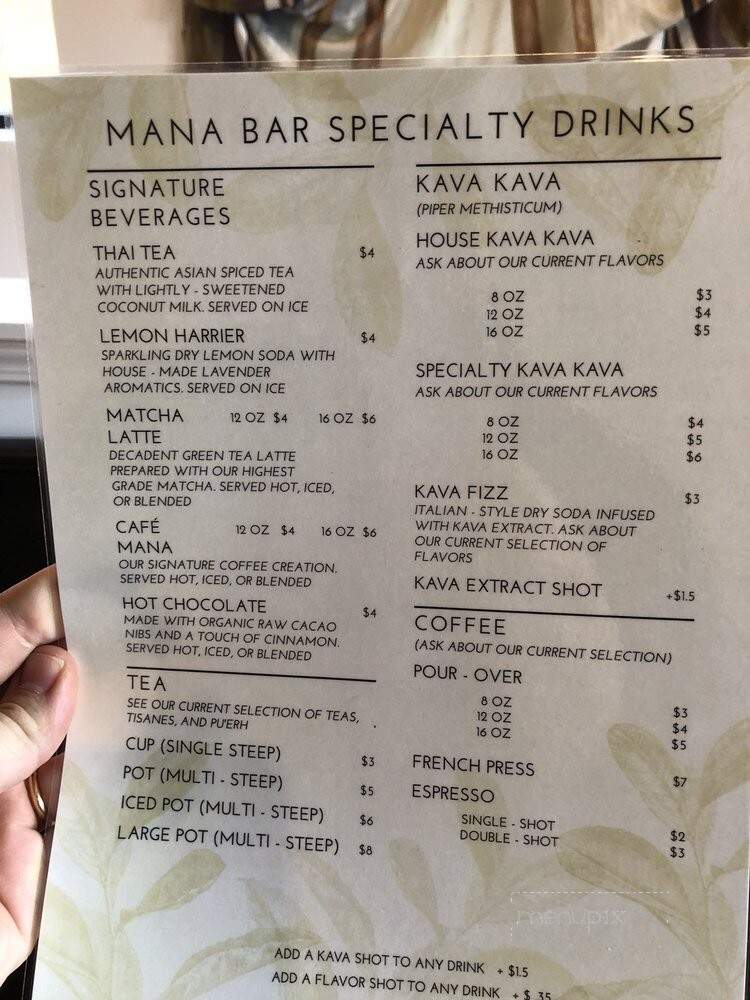 MANA BAR SPECIALTY DRINKS
SIGNATURE
BEVERAGES
THAI TEA $4
AUTHENTIC ASIAN SPICED TEA
WITH LIGHTLY - SWEETENED
COCONUT MILK. SERVED ON ICE
LEMON HARRIER $4
SPARKLING DRY LEMON SODA WITH
HOUSE - MADE LAVENDER
AROMATICS. SERVED ON ICE
MATCHA 12 OZ $4 16 OZ $6
LATTE
DECADENT GREEN TEA LATTE
PREPARED WITH OUR HIGHEST
GRADE MATCHA. SERVED HOT, ICED,
OR BLENDED
CAFÉ 12 OZ $4 16 OZ $6
MANA
OUR SIGNATURE COFFEE CREATION.
SERVED HOT, ICED, OR BLENDED
HOT CHOCOLATE $4
MADE WITH ORGANIC RAW CACAO
NIBS AND A TOUCH OF CINNAMON.
SERVED HOT, ICED, OR BLENDED
TEA
SEE OUR CURRENT SELECTION OF TEAS,
TISANES, AND PU'ERH
CUP (SINGLE STEEP) $3
POT (MULTI - STEEP) $5
ICED POT (MULTI - STEEP) $6
LARGE POT (MULTI - STEEP) $8
KAVA KAVA
(PIPER METHISTICUM)
HOUSE KAVA KAVA
ASK ABOUT OUR CURRENT FLAVORS
8 OZ $3
12 OZ $4
16 OZ $5
SPECIALTY KAVA KAVA
ASK ABOUT OUR CURRENT FLAVORS
8 OZ $4
12 OZ $5
16 OZ $6
KAVA FIZZ $3
ITALIAN - STYLE DRY SODA INFUSED
WITH KAVA EXTRACT. ASK ABOUT
OUR CURRENT SELECTION OF
FLAVORS
KAVA EXTRACT SHOT +$1.5
COFFEE
(ASK ABOUT OUR CURRENT SELECTION)
POUR - OVER
8 OZ $3
12 OZ $4
16 OZ $5
FRENCH PRESS $7
ESPRESSO
SINGLE - SHOT $2
DOUBLE - SHOT $3
menupix
ADD A KAVA SHOT TO ANY DRINK + $1.5
ADD A FLAVOR SHOT TO ANY DRINK + $ .35